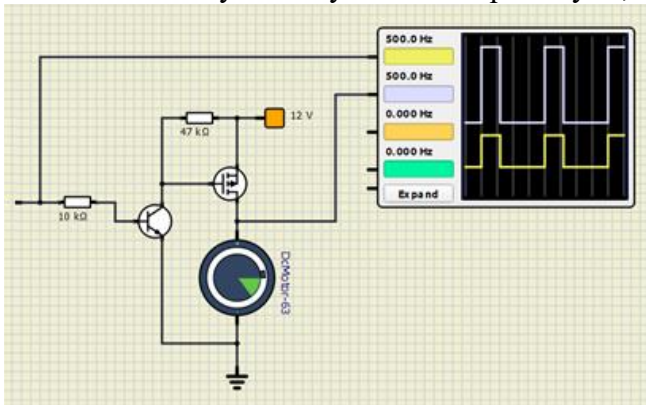 500.0 Hz
500.0 Hz
0.000 Hz
0.000 Hz
Expand
12 V
47 kΩ
10 kΩ
DcMotor-63